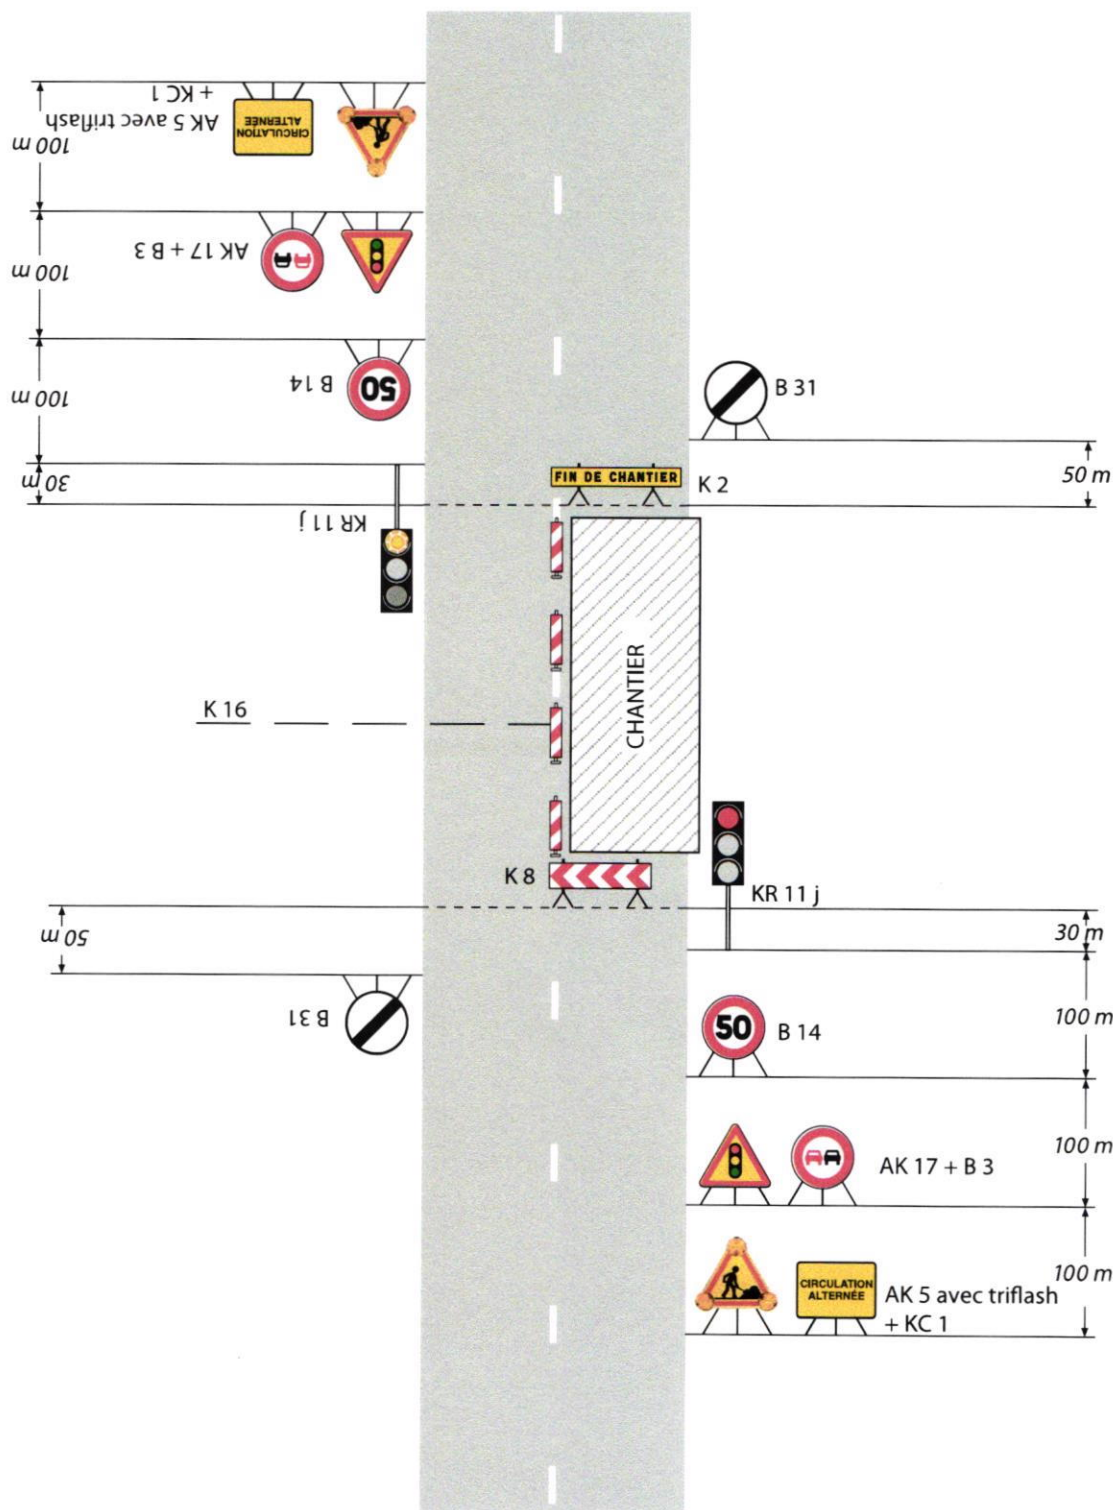 + KC 1
AK 5 avec triflash
CIRCULATION
ALTERNÉE
100 m
AK 17 + B 3
100 m
B 14
50
100 m
B 31
50 m
30 m
KR 11 j
FIN DE CHANTIER
K 2
CHANTIER
K 16
K 8
KR 11 j
30 m
50 m
B 31
50
B 14
100 m
AK 17 + B 3
100 m
CIRCULATION
ALTERNÉE
AK 5 avec triflash
+ KC 1
100 m